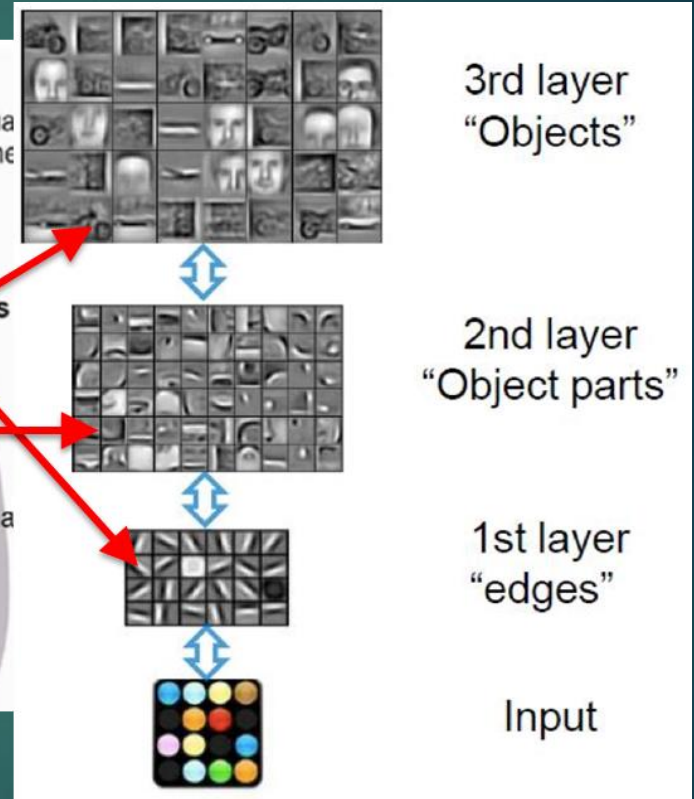 3rd layer
“Objects”
2nd layer
“Object parts”
1st layer
“edges”
Input